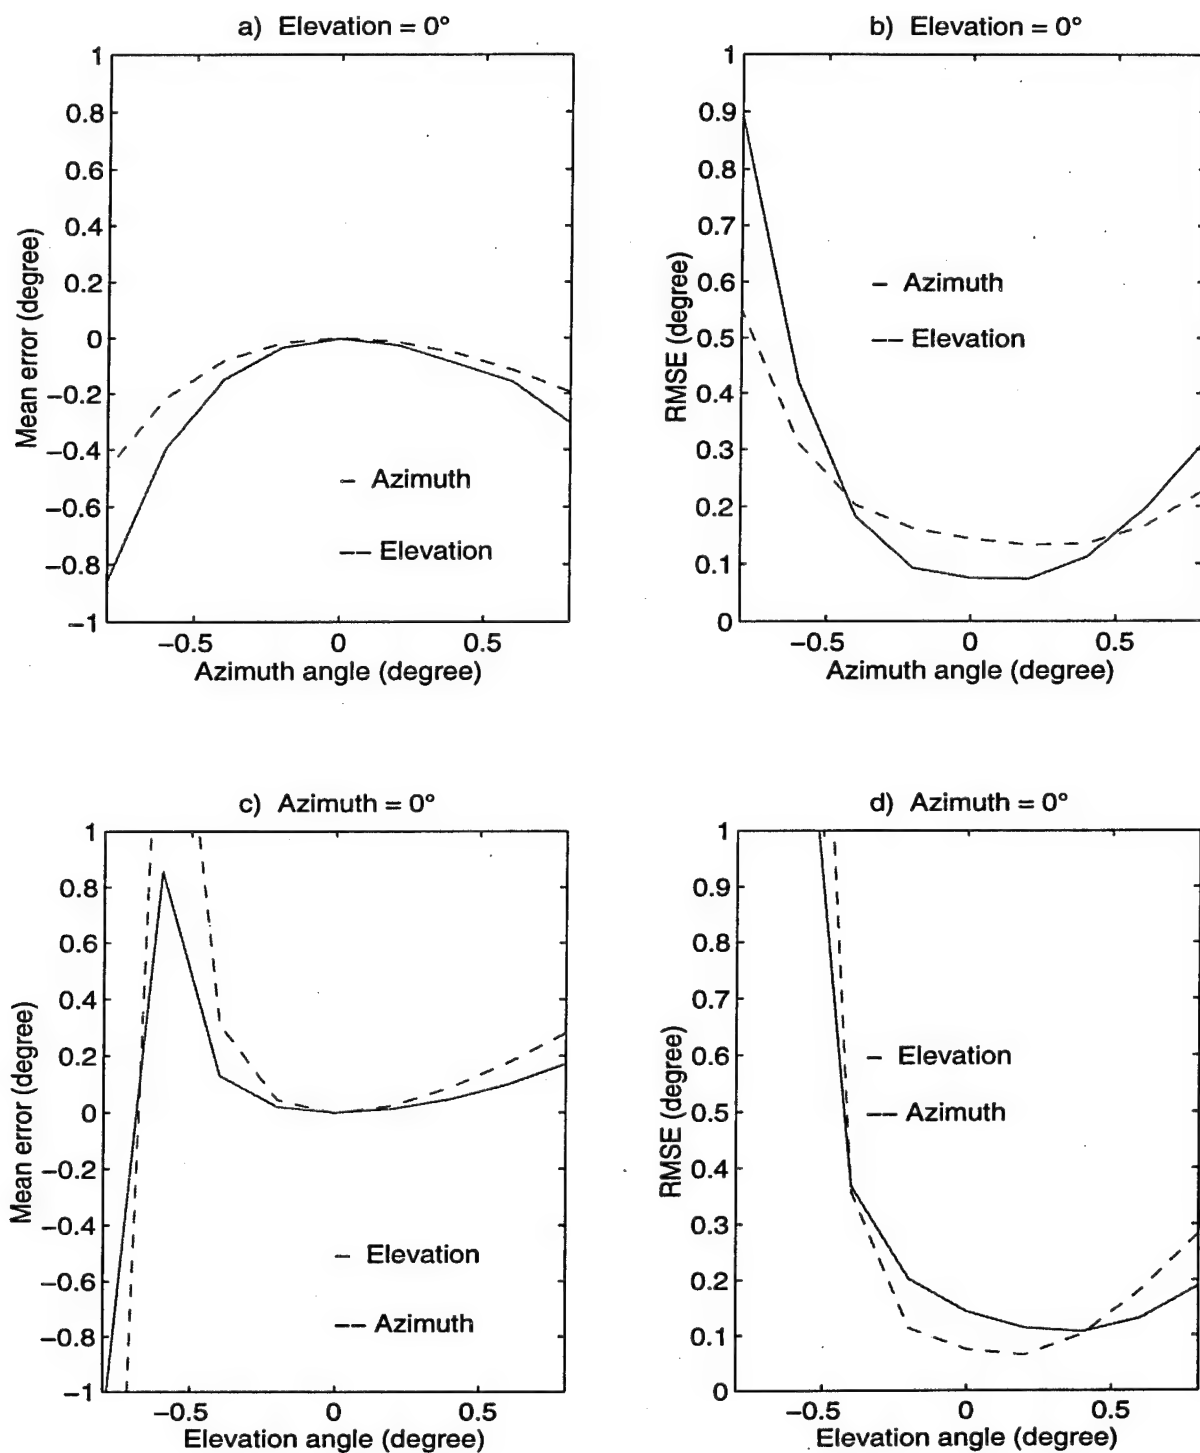 a) Elevation = 0°
1
0.8
0.6
0.4
0.2
0
−0.2
−0.4
−0.6
−0.8
−1
Mean error (degree)
− Azimuth
−− Elevation
−0.5 0 0.5
Azimuth angle (degree)
b) Elevation = 0°
1
0.9
0.8
0.7
0.6
0.5
0.4
0.3
0.2
0.1
0
RMSE (degree)
− Azimuth
−− Elevation
−0.5 0 0.5
Azimuth angle (degree)
c) Azimuth = 0°
1
0.8
0.6
0.4
0.2
0
−0.2
−0.4
−0.6
−0.8
−1
Mean error (degree)
− Elevation
−− Azimuth
−0.5 0 0.5
Elevation angle (degree)
d) Azimuth = 0°
1
0.9
0.8
0.7
0.6
0.5
0.4
0.3
0.2
0.1
0
RMSE (degree)
− Elevation
−− Azimuth
−0.5 0 0.5
Elevation angle (degree)